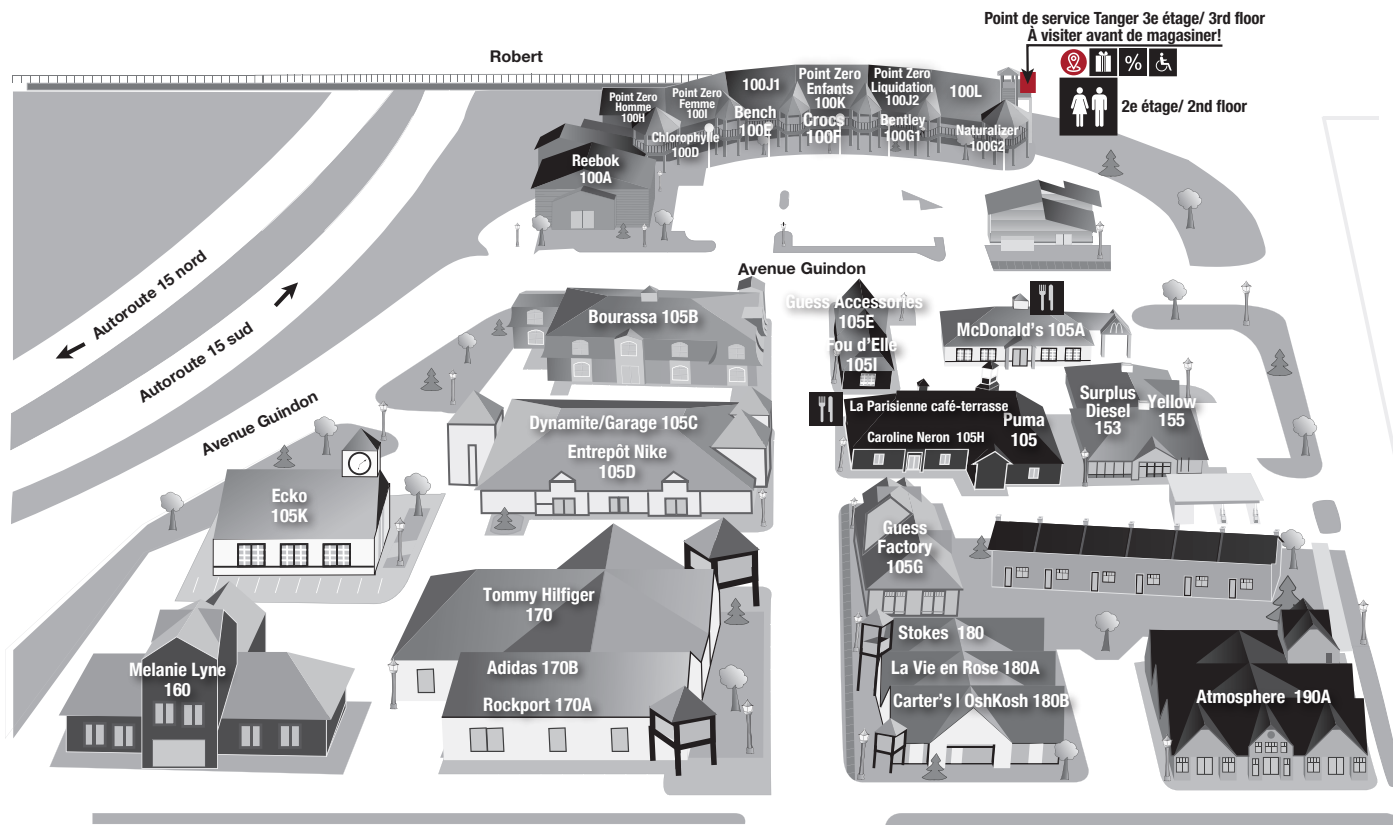 Point de service Tanger 3e étage/ 3rd floor
À visiter avant de magasiner!
%
2e étage/ 2nd floor
Robert
Point Zero
Homme
100H
Point Zero
Femme
100I
100J1
Point Zero
Enfants
100K
Point Zero
Liquidation
100J2
100L
Chlorophylle
100D
Bench
100E
Crocs
100F
Bentley
100G1
Naturalizer
100G2
Reebok
100A
Autoroute 15 nord
Autoroute 15 sud
Avenue Guindon
Avenue Guindon
Bourassa 105B
Guess Accessories
105E
Fou d'Elle
105I
McDonald's 105A
Dynamite/Garage 105C
Entrepôt Nike
105D
La Parisienne café-terrasse
Puma
105
Caroline Neron 105H
Surplus
Diesel
153
Yellow
155
Ecko
105K
Guess
Factory
105G
Tommy Hilfiger
170
Adidas 170B
Rockport 170A
Melanie Lyne
160
Stokes 180
La Vie en Rose 180A
Carter's | OshKosh 180B
Atmosphere 190A